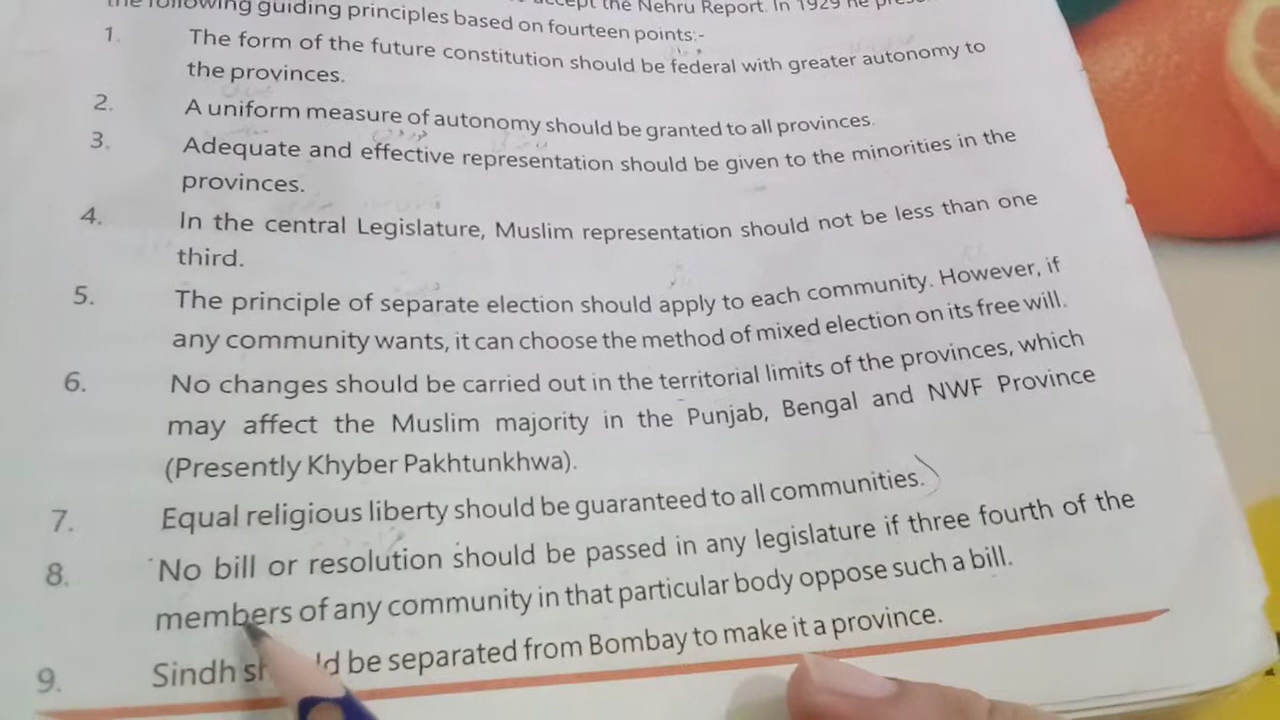 accept the Nehru Report. In 1929 he
the following guiding principles based on fourteen points:-
1. The form of the future constitution should be federal with greater autonomy to
the provinces.
2. A uniform measure of autonomy should be granted to all provinces.
3. Adequate and effective representation should be given to the minorities in the
provinces.
4. In the central Legislature, Muslim representation should not be less than one
third.
5. The principle of separate election should apply to each community. However, if
any community wants, it can choose the method of mixed election on its free will.
6. No changes should be carried out in the territorial limits of the provinces, which
may affect the Muslim majority in the Punjab, Bengal and NWF Province
(Presently Khyber Pakhtunkhwa).
7. Equal religious liberty should be guaranteed to all communities.
8. No bill or resolution should be passed in any legislature if three fourth of the
members of any community in that particular body oppose such a bill.
9. Sindh be separated from Bombay to make it a province.